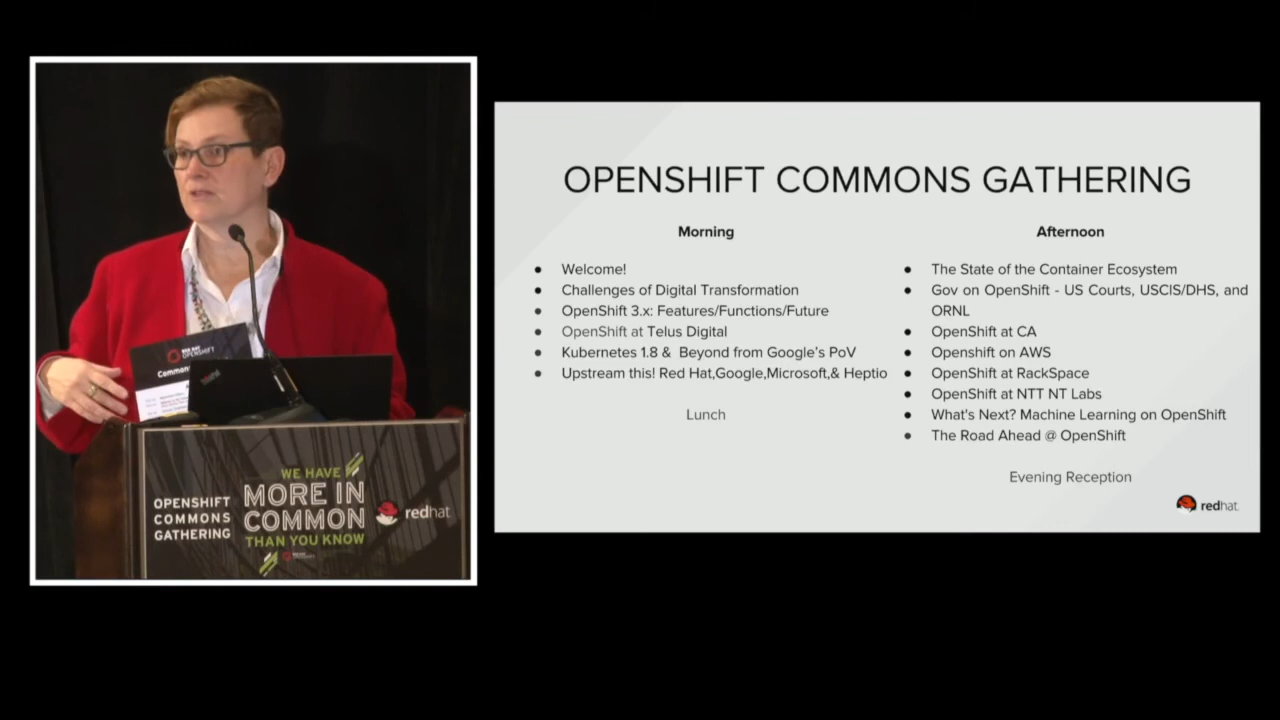 OPENSHIFT COMMONS GATHERING
Morning
Welcome!
Challenges of Digital Transformation
OpenShift 3.x: Features/Functions/Future
OpenShift at Telus Digital
Kubernetes 1.8 & Beyond from Google's PoV
Upstream this! Red Hat,Google,Microsoft,& Heptio
Lunch
Afternoon
The State of the Container Ecosystem
Gov on OpenShift - US Courts, USCIS/DHS, and
ORNL
OpenShift at CA
Openshift on AWS
OpenShift at RackSpace
OpenShift at NTT NT Labs
What's Next? Machine Learning on OpenShift
The Road Ahead @ OpenShift
Evening Reception
redhat.
RED HAT
OPENSHIFT
OPENSHIFT
COMMONS
GATHERING
WE HAVE
MORE IN
COMMON
THAN YOU KNOW
redhat.